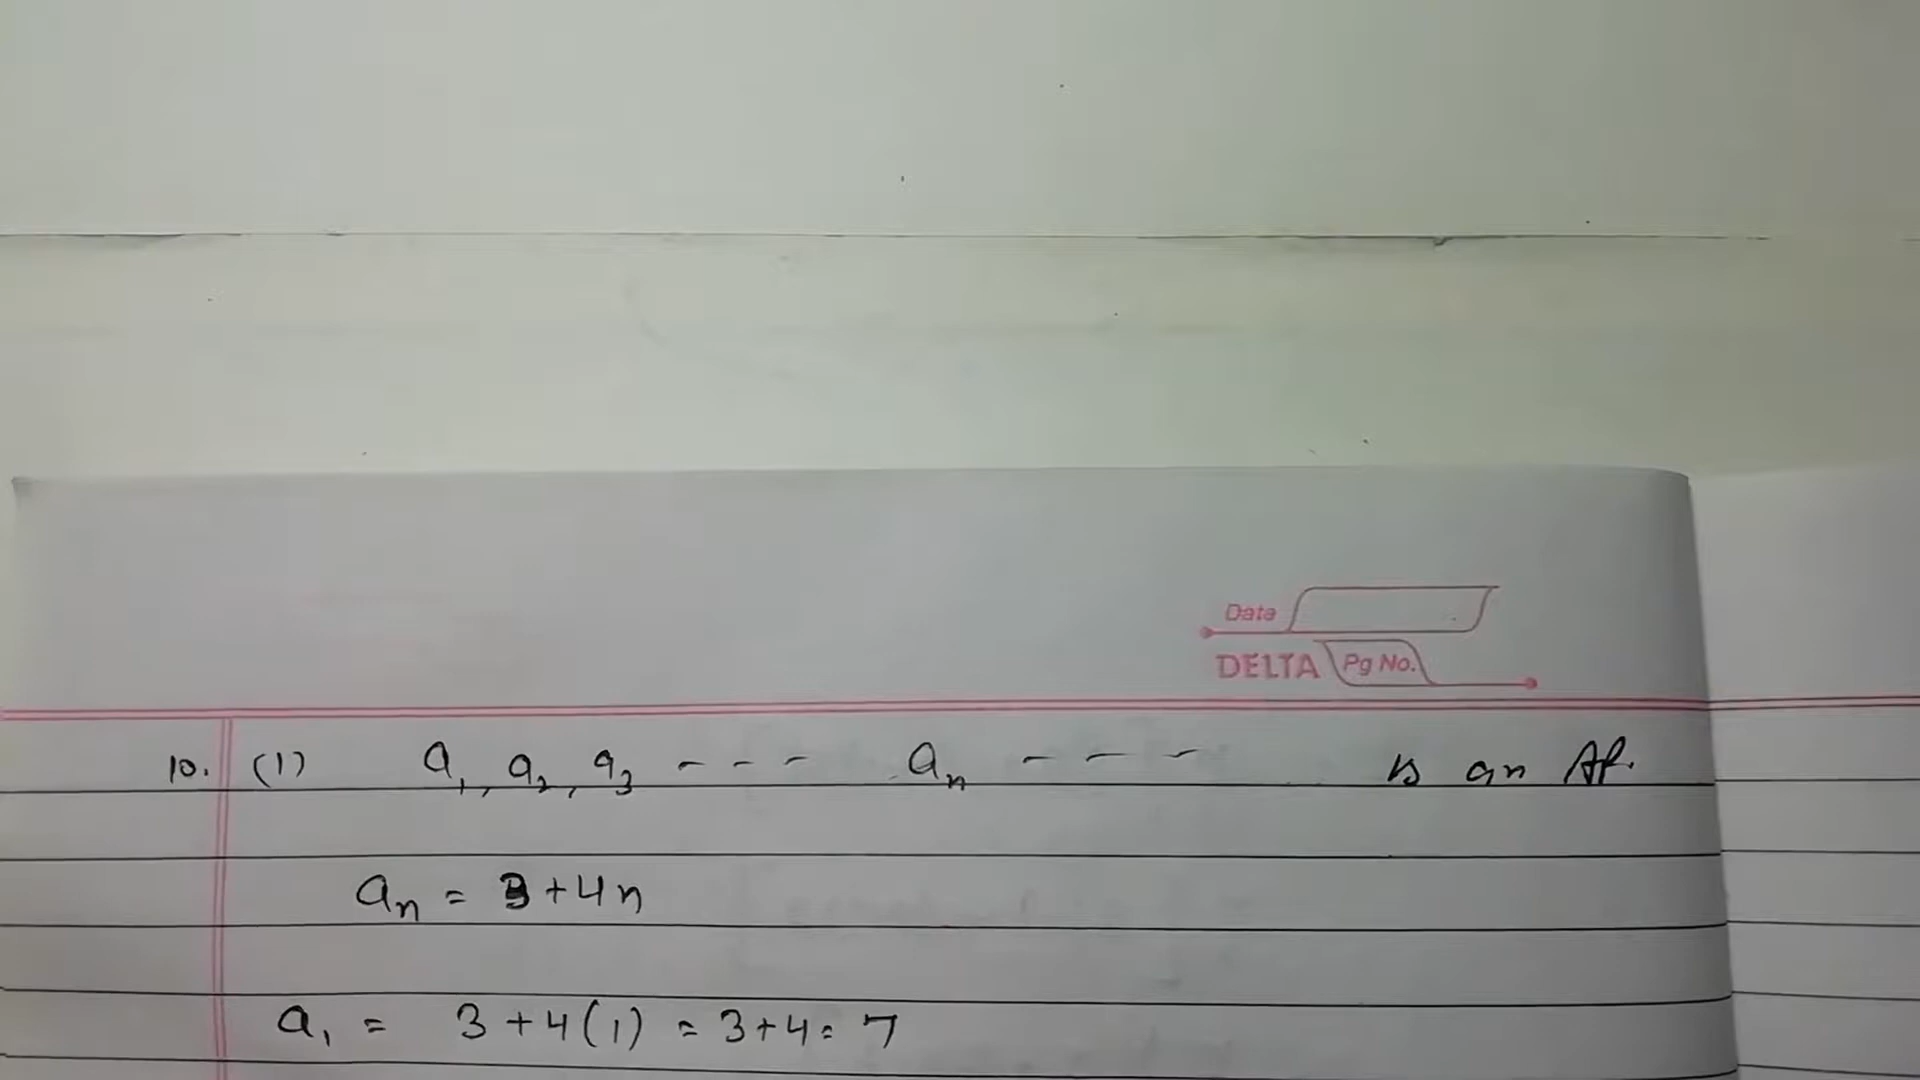 Date
DELTA Pg No.
10. (1) a₁, a₂, a₃ - - - aₙ - - - is an AP.
aₙ = 3+4n
a₁ = 3+4(1) = 3+4 = 7